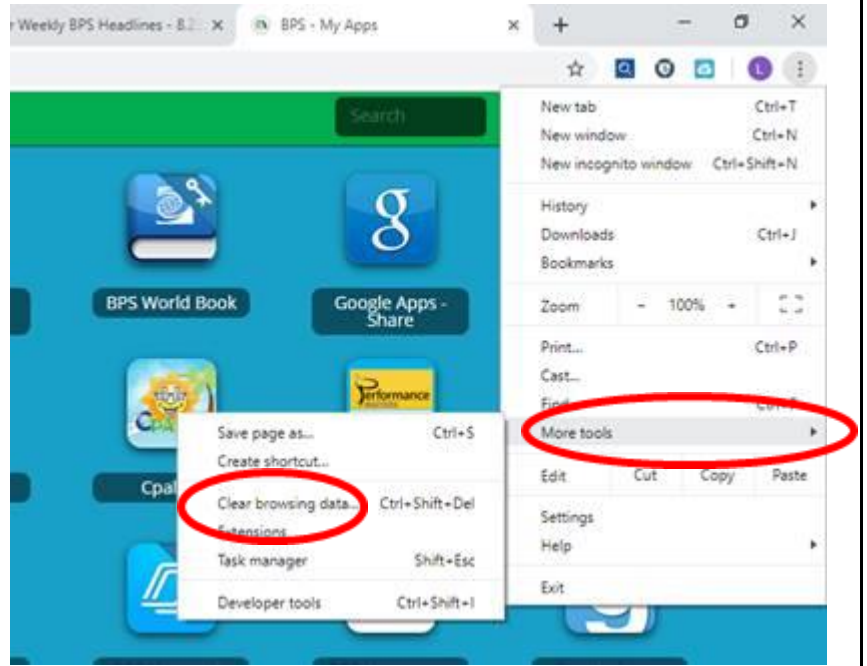 Weekly BPS Headlines - 8.2
BPS - My Apps
L
Search
BPS World Book
Google Apps -
Share
Performance
Cpal
New tab Ctrl+T
New window Ctrl+N
New incognito window Ctrl+Shift+N
History
Downloads Ctrl+J
Bookmarks
Zoom - 100% +
Print... Ctrl+P
Cast...
Find...
More tools
Edit Cut Copy Paste
Settings
Help
Exit
Save page as... Ctrl+S
Create shortcut...
Clear browsing data... Ctrl+Shift+Del
Extensions
Task manager Shift+Esc
Developer tools Ctrl+Shift+I